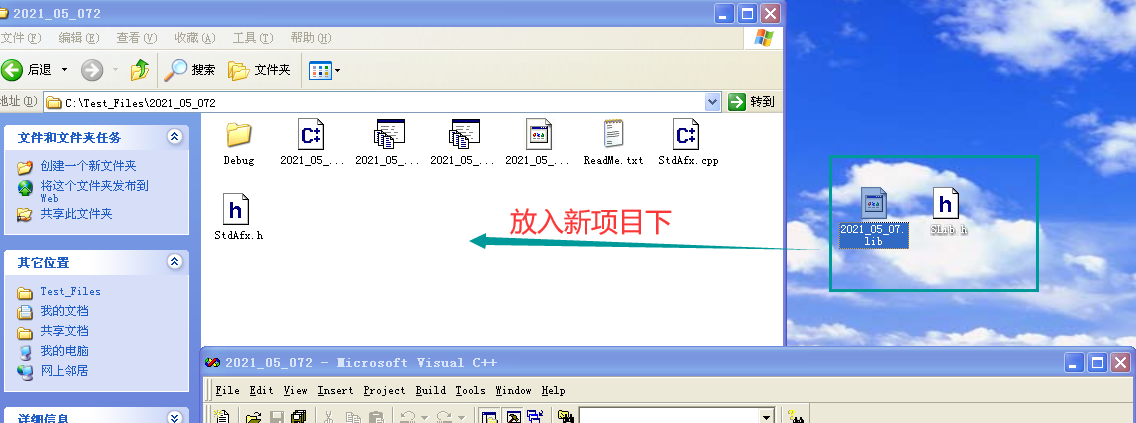 2021_05_072
文件(F) 编辑(E) 查看(V) 收藏(A) 工具(T) 帮助(H)
后退 搜索 文件夹
地址(D) C:\Test_Files\2021_05_072 转到
文件和文件夹任务
创建一个新文件夹
将这个文件夹发布到
Web
共享此文件夹
其它位置
Test_Files
我的文档
共享文档
我的电脑
网上邻居
详细信息
Debug 2021_05_... 2021_05_... 2021_05_... 2021_05_... ReadMe.txt StdAfx.cpp
StdAfx.h
放入新项目下
2021_05_07.
lib
SLib.h
2021_05_072 - Microsoft Visual C++
File Edit View Insert Project Build Tools Window Help